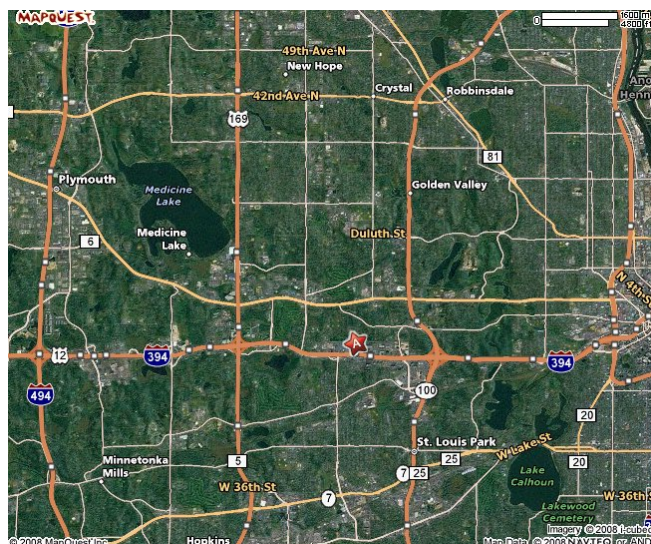 MAPQUEST
0
1600 m
4800 ft
49th Ave N
New Hope
Crystal
42nd Ave N
Robbinsdale
169
81
Plymouth
Golden Valley
Medicine
Lake
Medicine
Lake
Duluth St
6
N 4th St
A
12
394
394
494
100
20
St. Louis Park
25
W Lake St
Minnetonka
Mills
5
7
25
20
W 36th St
7
Lake
Calhoun
W 36th S
Lakewood
Cemetery
Hopkins
Imagery © 2008 i-cubed
© 2008 MapQuest Inc
Map Data © 2008 NAVTEQ or AND